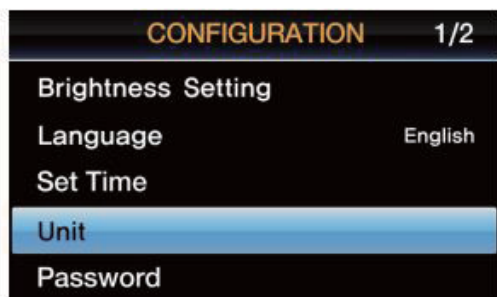 CONFIGURATION 1/2
Brightness Setting
Language English
Set Time
Unit
Password